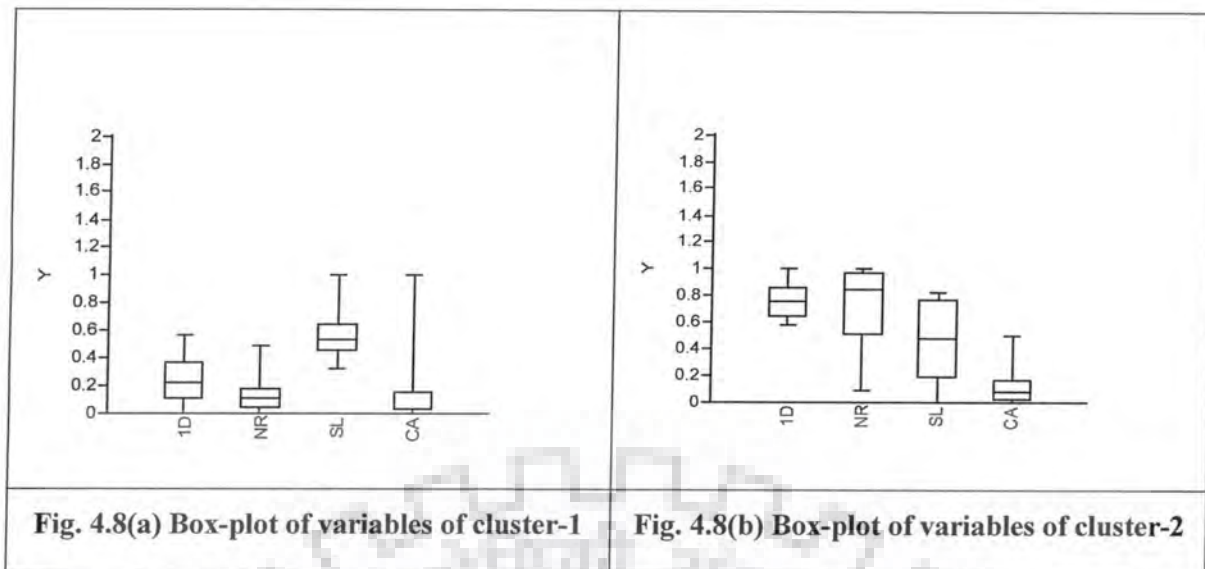 2
1.8
1.6
1.4
1.2
1
0.8
0.6
0.4
0.2
0
Y
1D
NR
SL
CA
Fig. 4.8(a) Box-plot of variables of cluster-1
2
1.8
1.6
1.4
1.2
1
0.8
0.6
0.4
0.2
0
Y
1D
NR
SL
CA
Fig. 4.8(b) Box-plot of variables of cluster-2